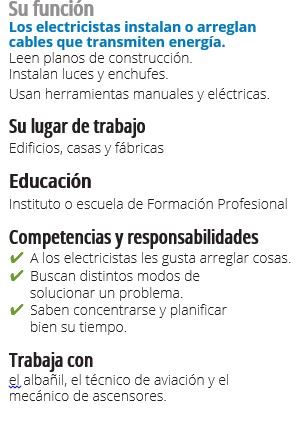 Su función
Los electricistas instalan o arreglan
cables que transmiten energía.
Leen planos de construcción.
Instalan luces y enchufes.
Usan herramientas manuales y eléctricas.
Su lugar de trabajo
Edificios, casas y fábricas
Educación
Instituto o escuela de Formación Profesional
Competencias y responsabilidades
✔ A los electricistas les gusta arreglar cosas.
✔ Buscan distintos modos de
solucionar un problema.
✔ Saben concentrarse y planificar
bien su tiempo.
Trabaja con
el albañil, el técnico de aviación y el
mecánico de ascensores.